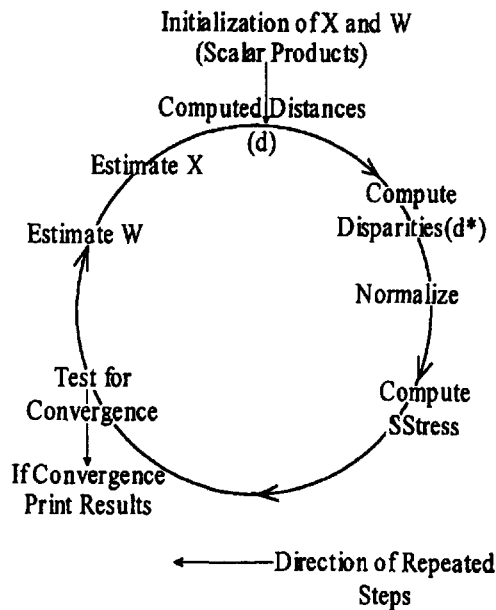 Initialization of X and W
(Scalar Products)
Computed Distances
(d)
Estimate X
Compute
Disparities(d*)
Estimate W
Normalize
Test for
Convergence
Compute
SStress
If Convergence
Print Results
Direction of Repeated
Steps